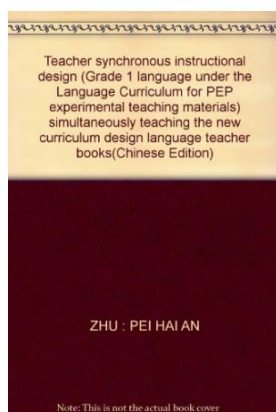 Teacher synchronous instructional
design (Grade 1 language under the
Language Curriculum for PEP
experimental teaching materials)
simultaneously teaching the new
curriculum design language teacher
books(Chinese Edition)
ZHU : PEI HAI AN
Note: This is not the actual book cover